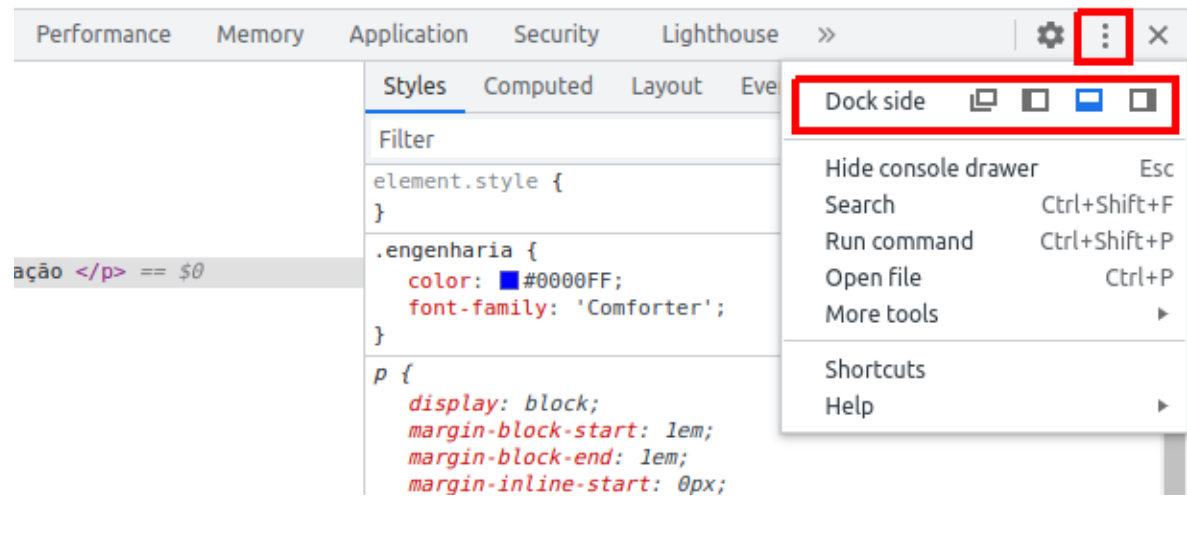 Performance Memory Application Security Lighthouse »
Styles Computed Layout
Filter
element.style {
}
.engenharia {
color: #0000FF;
font-family: 'Comforter';
}
p {
display: block;
margin-block-start: 1em;
margin-block-end: 1em;
margin-inline-start: 0px;
ação </p> == $0
Dock side
Hide console drawer Esc
Search Ctrl+Shift+F
Run command Ctrl+Shift+P
Open file Ctrl+P
More tools
Shortcuts
Help